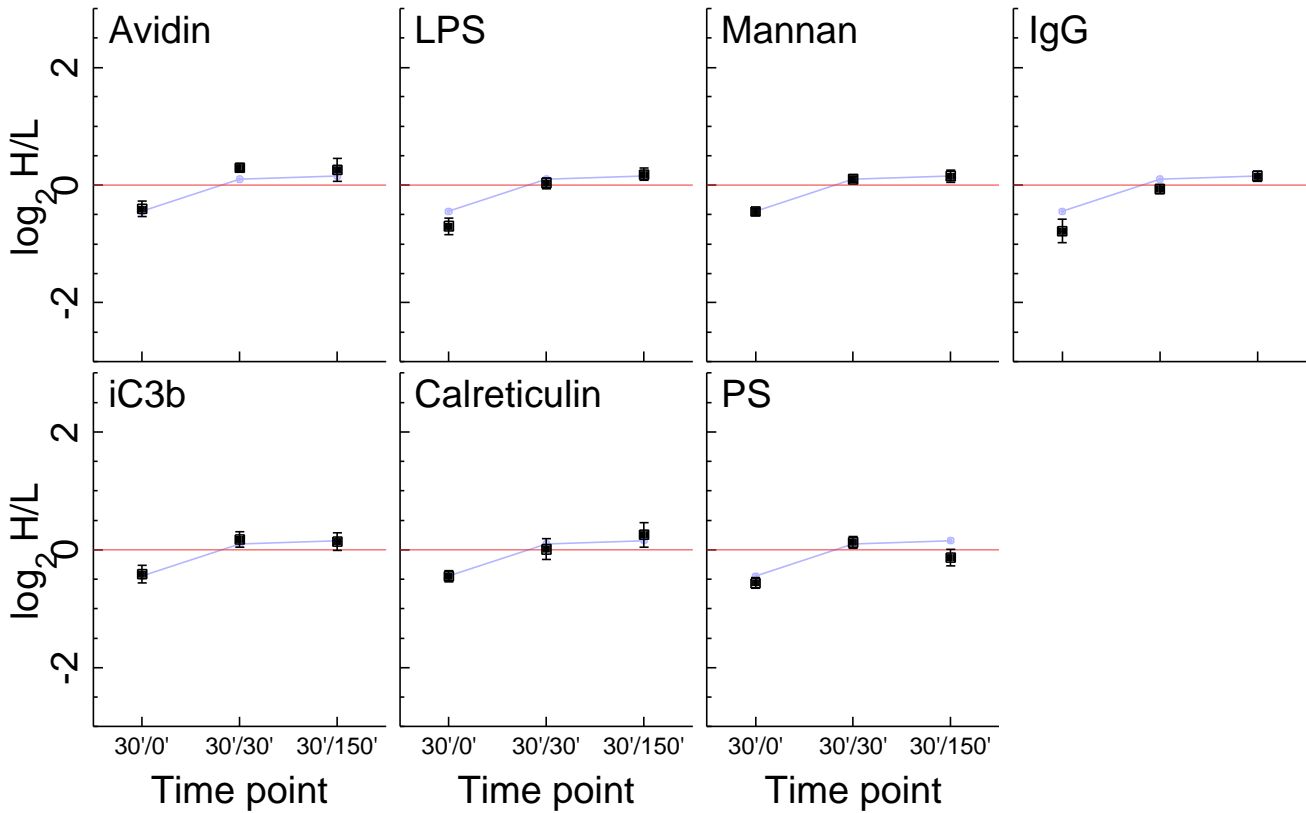 Avidin LPS Mannan IgG
2
0
-2
log₂ H/L
iC3b Calreticulin PS
2
0
-2
log₂ H/L
30'/0' 30'/30' 30'/150' 30'/0' 30'/30' 30'/150' 30'/0' 30'/30' 30'/150'
Time point Time point Time point